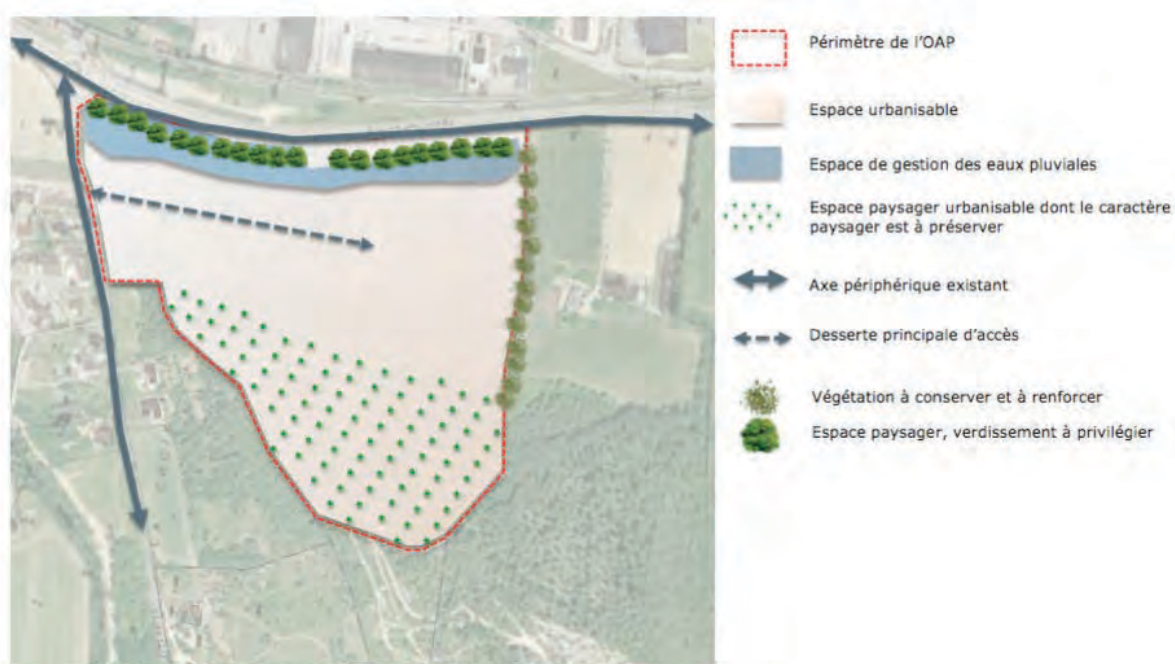 Périmètre de l'OAP
Espace urbanisable
Espace de gestion des eaux pluviales
Espace paysager urbanisable dont le caractère
paysager est à préserver
Axe périphérique existant
Desserte principale d'accès
Végétation à conserver et à renforcer
Espace paysager, verdissement à privilégier